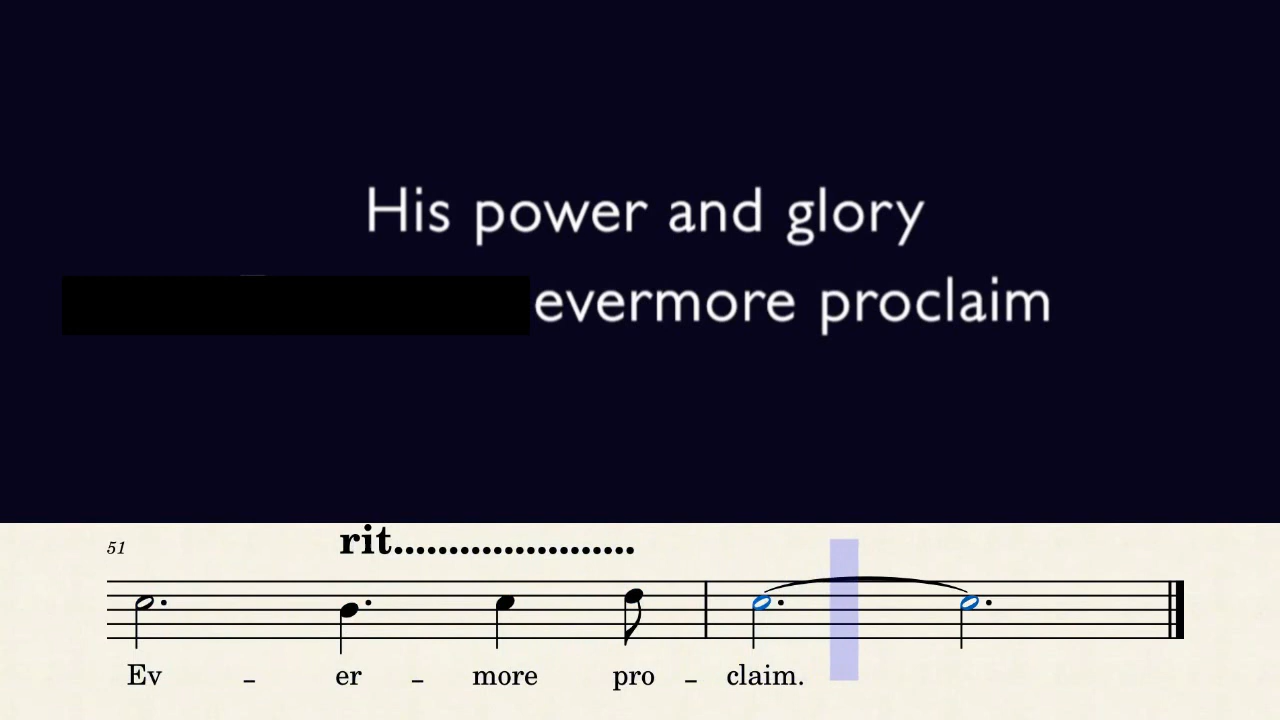 His power and glory
evermore proclaim
51
rit.....................
Ev – er – more pro – claim.